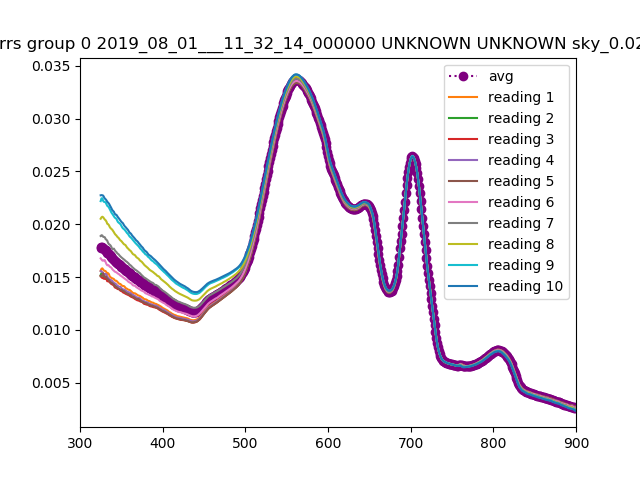 rrs group 0 2019_08_01___11_32_14_000000 UNKNOWN UNKNOWN sky_0.02
0.035
0.030
0.025
0.020
0.015
0.010
0.005
300 400 500 600 700 800 900
avg
reading 1
reading 2
reading 3
reading 4
reading 5
reading 6
reading 7
reading 8
reading 9
reading 10